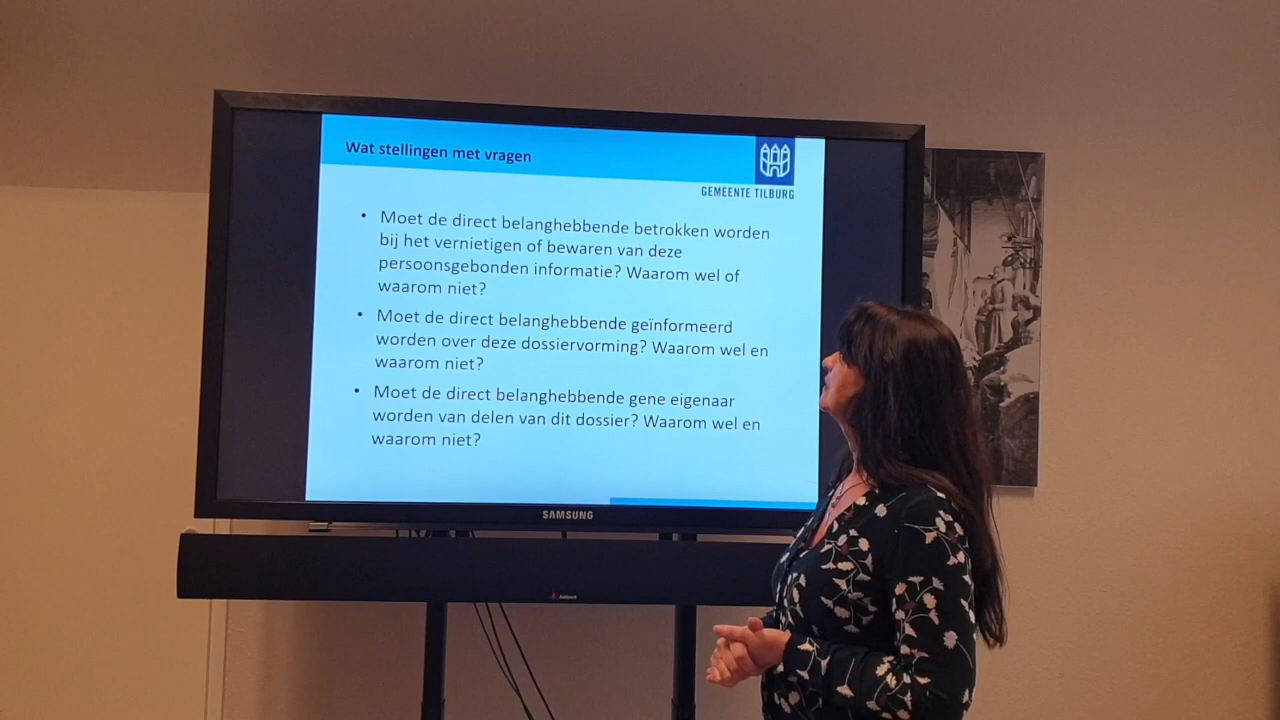 Wat stellingen met vragen
GEMEENTE TILBURG
• Moet de direct belanghebbende betrokken worden
bij het vernietigen of bewaren van deze
persoonsgebonden informatie? Waarom wel of
waarom niet?
• Moet de direct belanghebbende geïnformeerd
worden over deze dossiervorming? Waarom wel en
waarom niet?
• Moet de direct belanghebbende gene eigenaar
worden van delen van dit dossier? Waarom wel en
waarom niet?
SAMSUNG